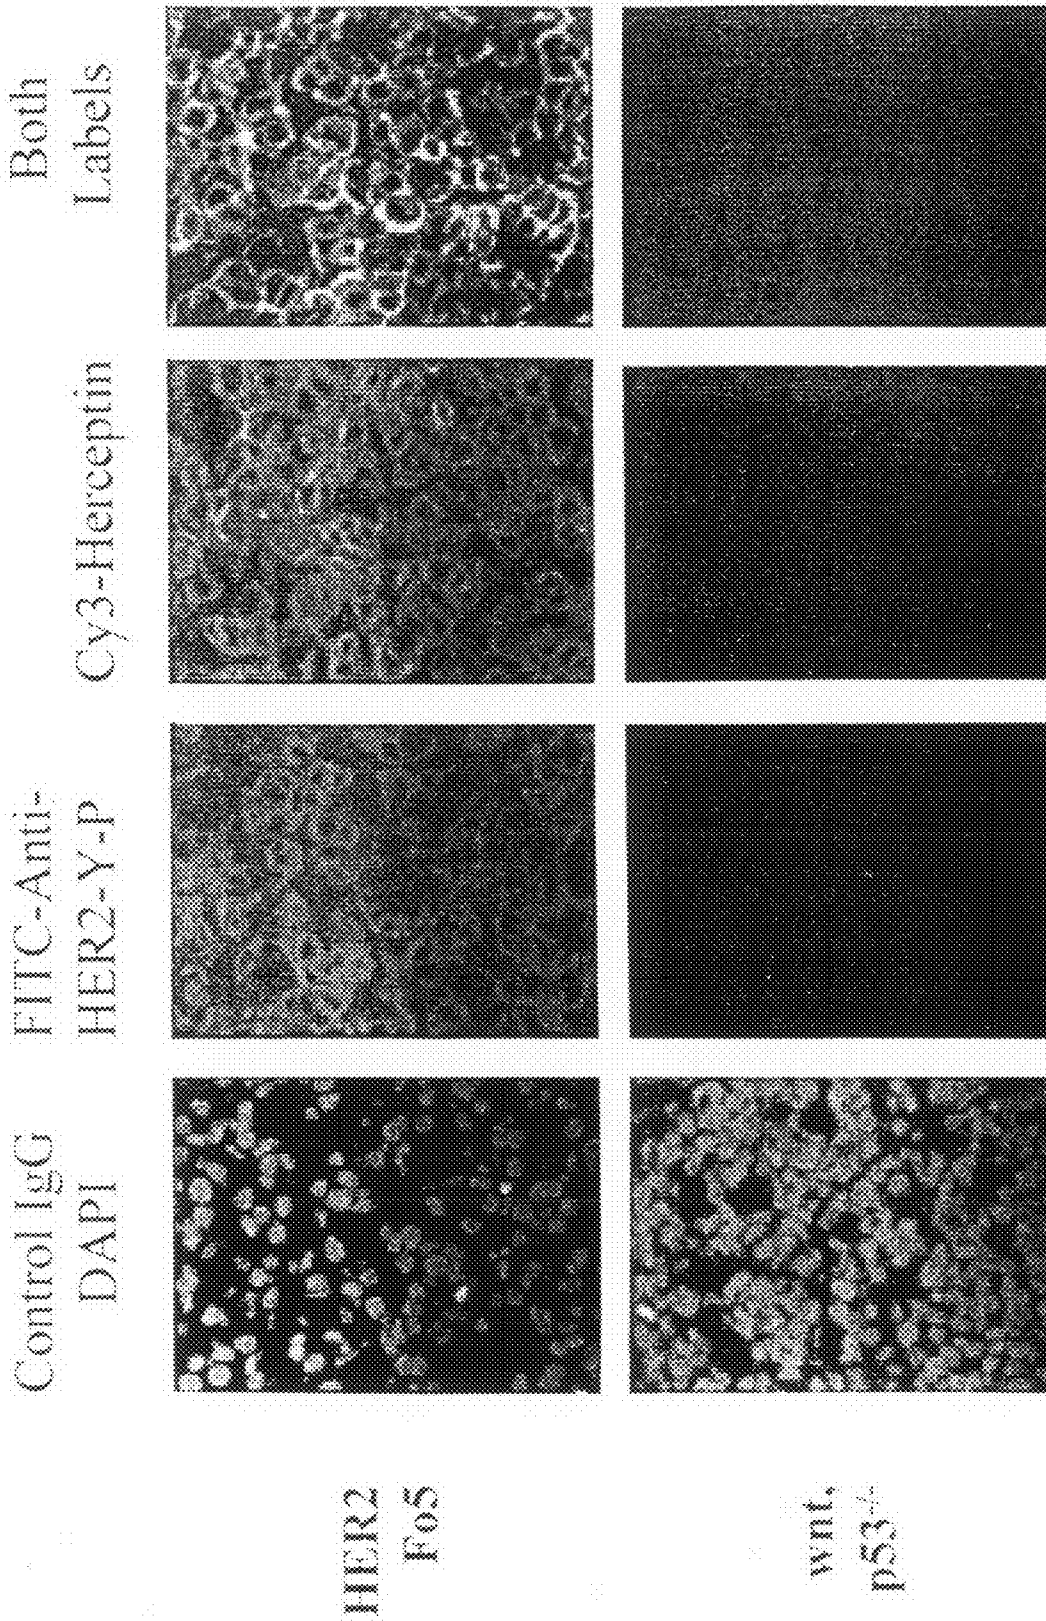 Control IgG
DAPI
FITC-Anti-
HER2-Y-P
Cy3-Herceptin
Both
Labels
HER2
Fo5
wnt,
p53-/-